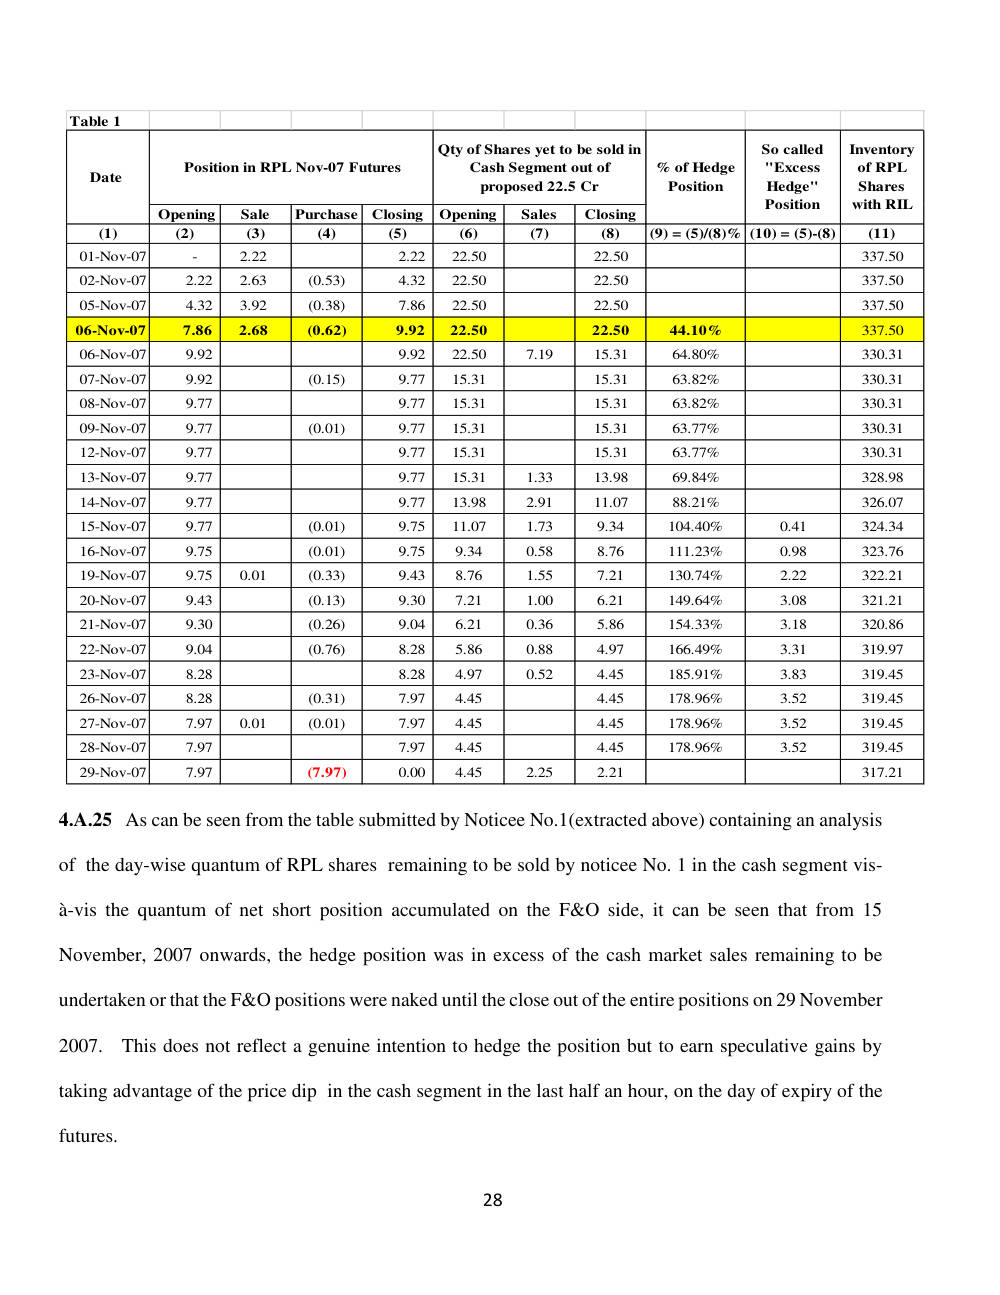 Table 1
Date Position in RPL Nov-07 Futures Qty of Shares yet to be sold in Cash Segment out of proposed 22.5 Cr % of Hedge Position So called "Excess Hedge" Position Inventory of RPL Shares with RIL
Opening Sale Purchase Closing Opening Sales Closing
(1) (2) (3) (4) (5) (6) (7) (8) (9) = (5)/(8)% (10) = (5)-(8) (11)
01-Nov-07 - 2.22 2.22 22.50 22.50 337.50
02-Nov-07 2.22 2.63 (0.53) 4.32 22.50 22.50 337.50
05-Nov-07 4.32 3.92 (0.38) 7.86 22.50 22.50 337.50
06-Nov-07 7.86 2.68 (0.62) 9.92 22.50 22.50 44.10% 337.50
06-Nov-07 9.92 9.92 22.50 7.19 15.31 64.80% 330.31
07-Nov-07 9.92 (0.15) 9.77 15.31 15.31 63.82% 330.31
08-Nov-07 9.77 9.77 15.31 15.31 63.82% 330.31
09-Nov-07 9.77 (0.01) 9.77 15.31 15.31 63.77% 330.31
12-Nov-07 9.77 9.77 15.31 15.31 63.77% 330.31
13-Nov-07 9.77 9.77 15.31 1.33 13.98 69.84% 328.98
14-Nov-07 9.77 9.77 13.98 2.91 11.07 88.21% 326.07
15-Nov-07 9.77 (0.01) 9.75 11.07 1.73 9.34 104.40% 0.41 324.34
16-Nov-07 9.75 (0.01) 9.75 9.34 0.58 8.76 111.23% 0.98 323.76
19-Nov-07 9.75 0.01 (0.33) 9.43 8.76 1.55 7.21 130.74% 2.22 322.21
20-Nov-07 9.43 (0.13) 9.30 7.21 1.00 6.21 149.64% 3.08 321.21
21-Nov-07 9.30 (0.26) 9.04 6.21 0.36 5.86 154.33% 3.18 320.86
22-Nov-07 9.04 (0.76) 8.28 5.86 0.88 4.97 166.49% 3.31 319.97
23-Nov-07 8.28 8.28 4.97 0.52 4.45 185.91% 3.83 319.45
26-Nov-07 8.28 (0.31) 7.97 4.45 4.45 178.96% 3.52 319.45
27-Nov-07 7.97 0.01 (0.01) 7.97 4.45 4.45 178.96% 3.52 319.45
28-Nov-07 7.97 7.97 4.45 4.45 178.96% 3.52 319.45
29-Nov-07 7.97 (7.97) 0.00 4.45 2.25 2.21 317.21
4.A.25 As can be seen from the table submitted by Noticee No.1(extracted above) containing an analysis
of the day-wise quantum of RPL shares remaining to be sold by noticee No. 1 in the cash segment vis-
à-vis the quantum of net short position accumulated on the F&O side, it can be seen that from 15
November, 2007 onwards, the hedge position was in excess of the cash market sales remaining to be
undertaken or that the F&O positions were naked until the close out of the entire positions on 29 November
2007. This does not reflect a genuine intention to hedge the position but to earn speculative gains by
taking advantage of the price dip in the cash segment in the last half an hour, on the day of expiry of the
futures.
28